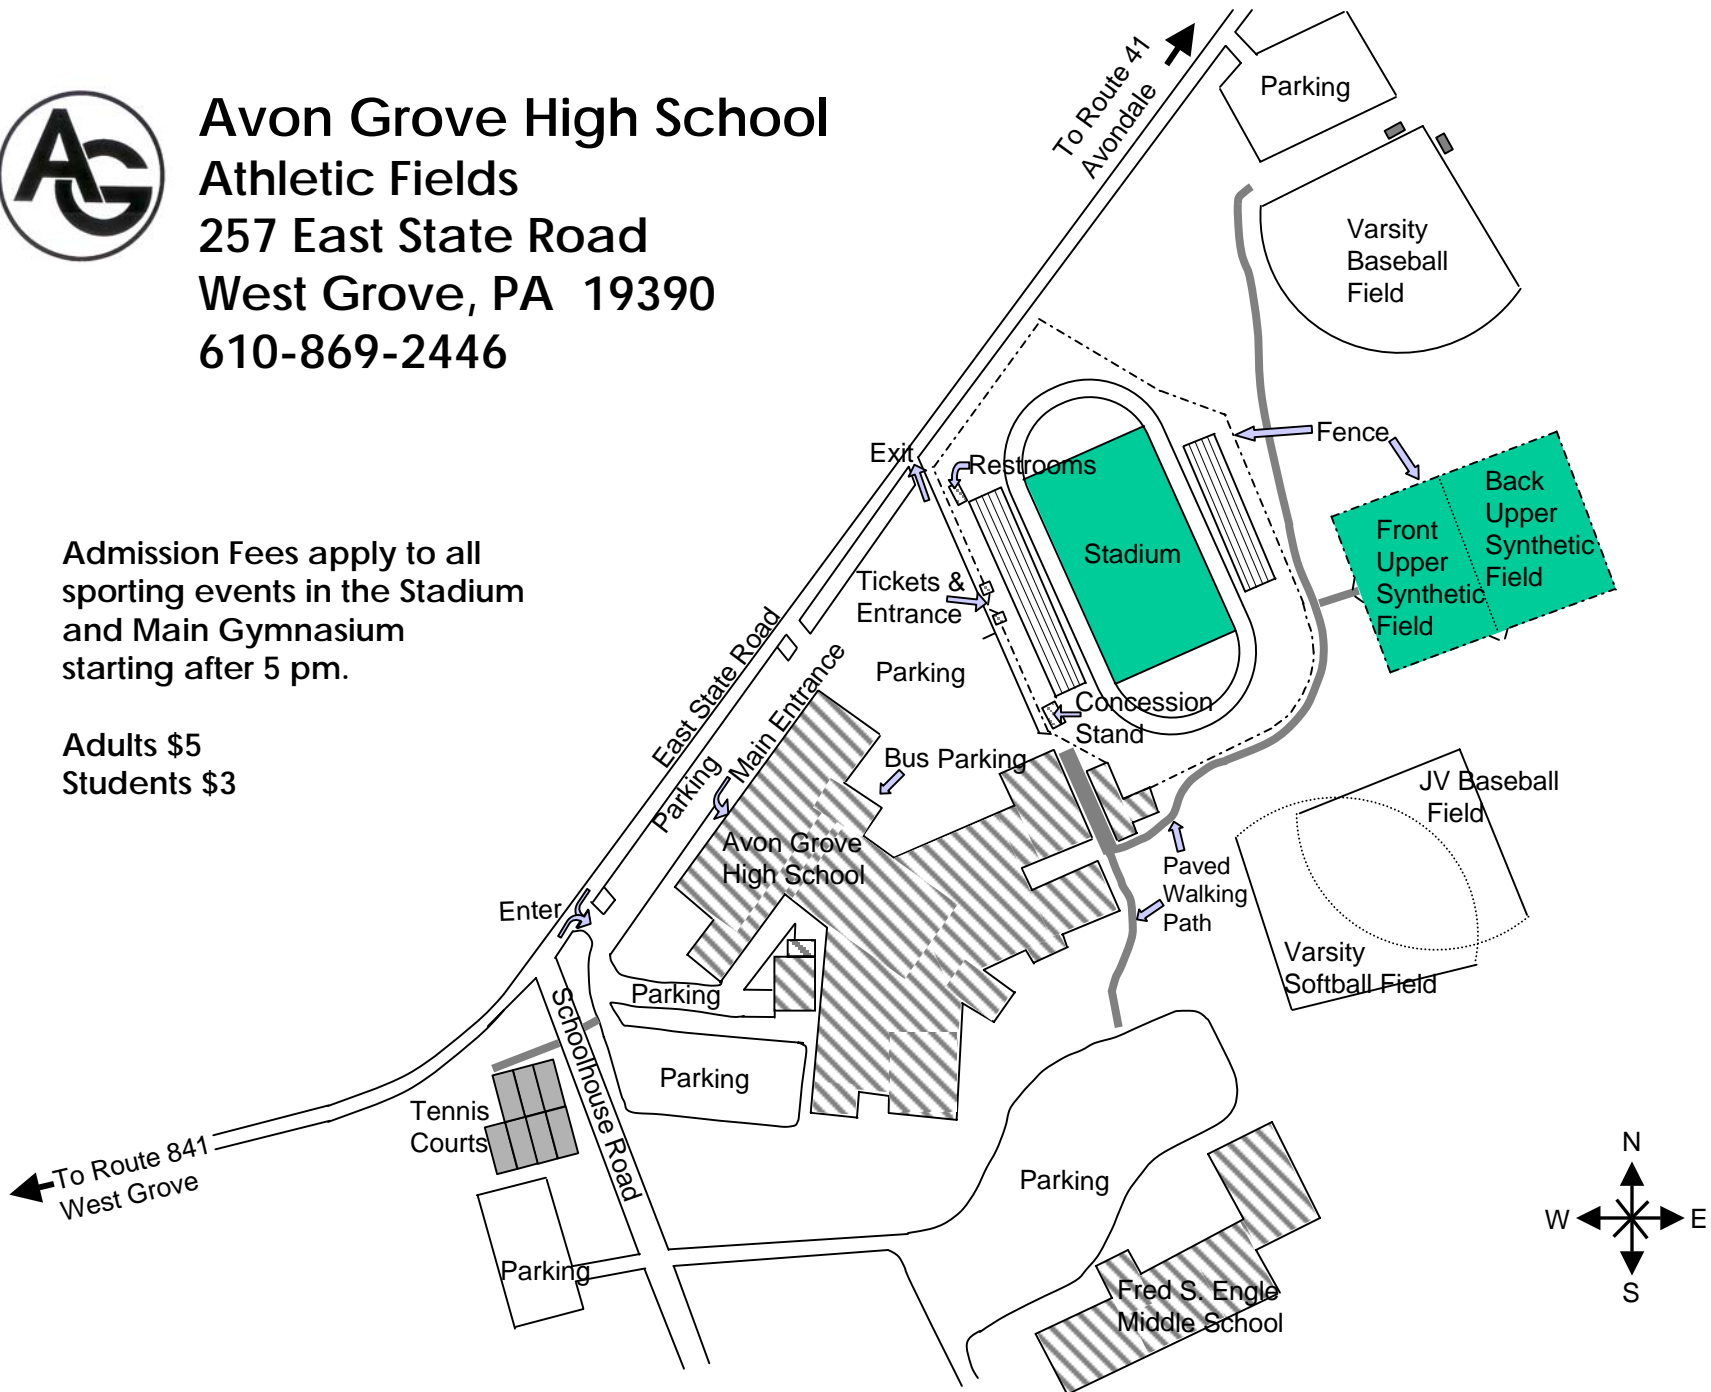 AG
Avon Grove High School
Athletic Fields
257 East State Road
West Grove, PA  19390
610-869-2446
Admission Fees apply to all
sporting events in the Stadium
and Main Gymnasium
starting after 5 pm.
Adults $5
Students $3
To Route 41
Avondale
Parking
Varsity
Baseball
Field
Exit
Restrooms
Fence
Stadium
Front
Upper
Synthetic
Field
Back
Upper
Synthetic
Field
Tickets &
Entrance
Parking
East State Road
Parking
Main Entrance
Concession
Stand
Bus Parking
Avon Grove
High School
JV Baseball
Field
Paved
Walking
Path
Varsity
Softball Field
Enter
Parking
Schoolhouse Road
Parking
Tennis
Courts
To Route 841
West Grove
Parking
Parking
Fred S. Engle
Middle School
N
W
E
S